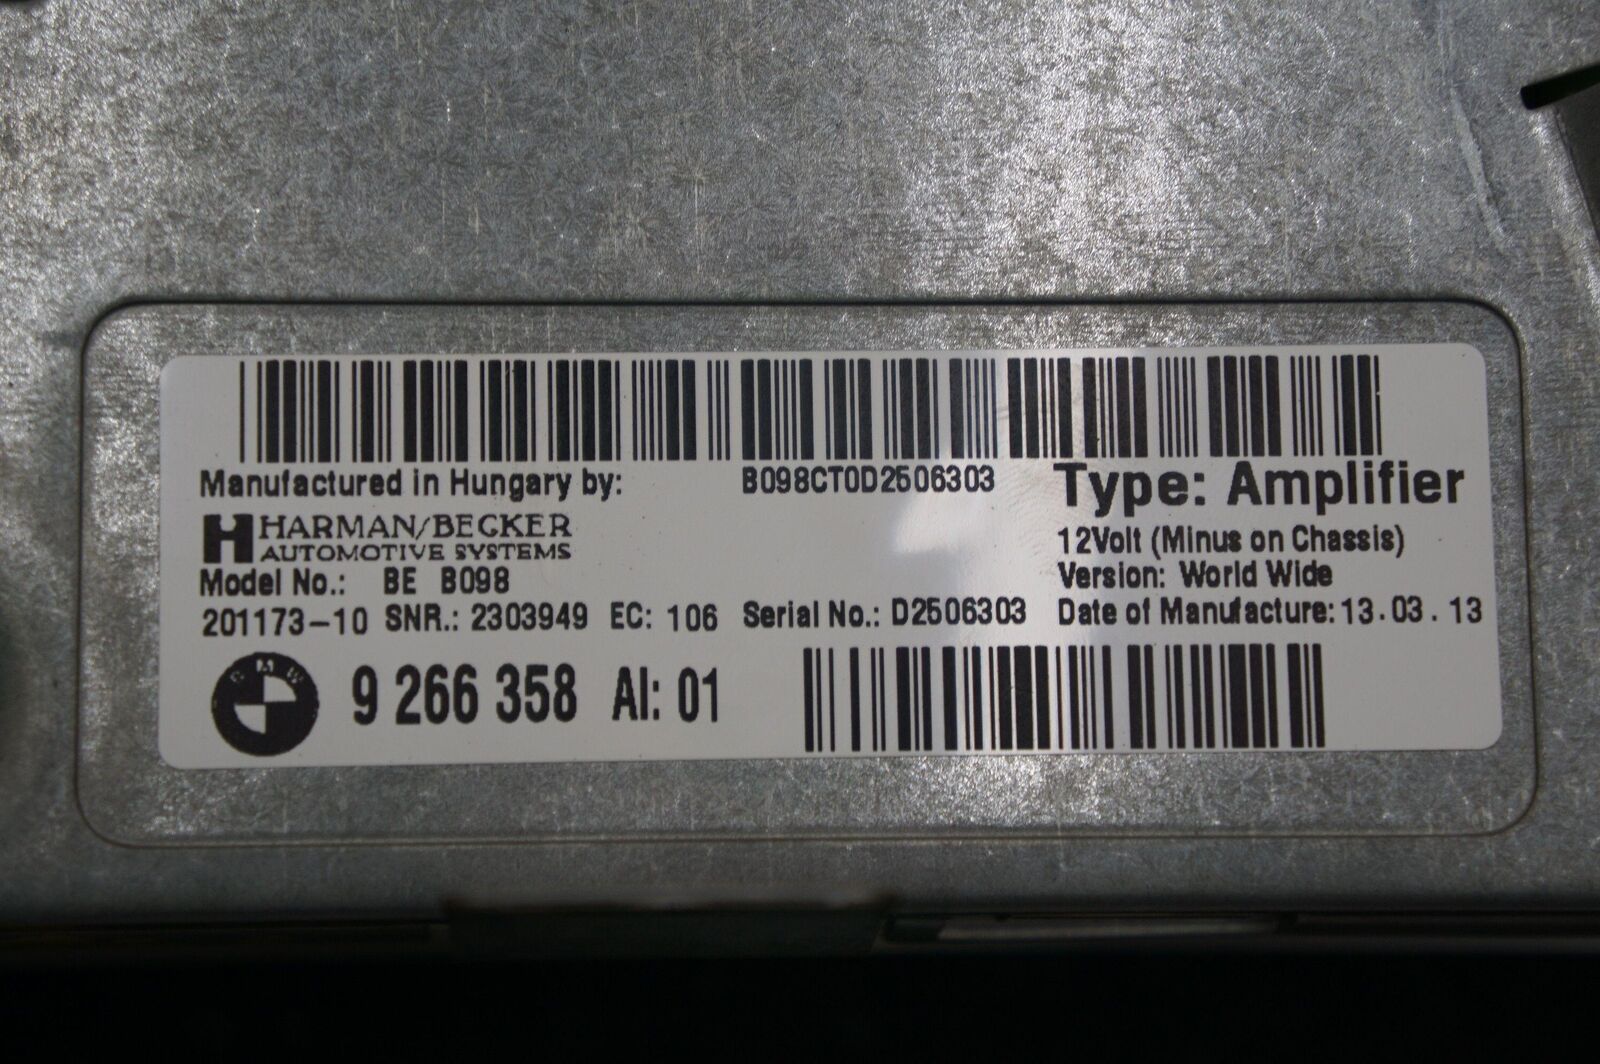 Manufactured in Hungary by:
B098CT0D2506303
Type: Amplifier
HARMAN/BECKER
AUTOMOTIVE SYSTEMS
12Volt (Minus on Chassis)
Model No.: BE B098
Version: World Wide
201173-10 SNR.: 2303949 EC: 106 Serial No.: D2506303 Date of Manufacture: 13.03.13
BMW
9 266 358 AI: 01